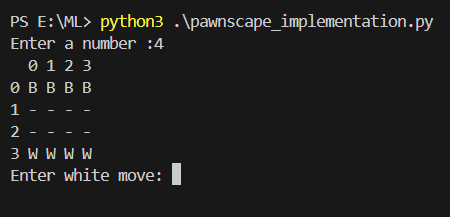 PS E:\ML> python3 .\pawnscape_implementation.py
Enter a number :4
  0 1 2 3
0 B B B B
1 - - - -
2 - - - -
3 W W W W
Enter white move: